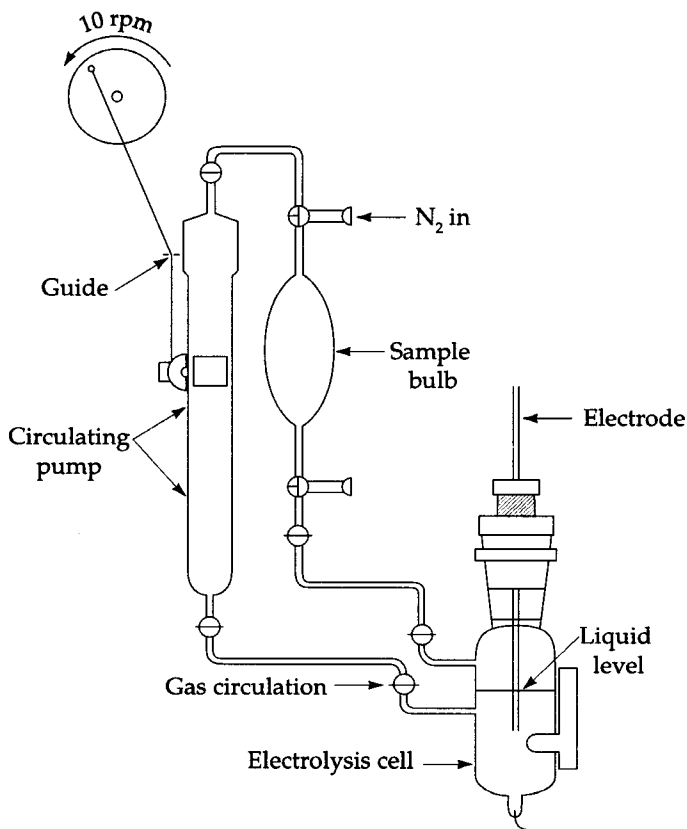 10 rpm
N2 in
Guide
Sample
bulb
Electrode
Circulating
pump
Liquid
level
Gas circulation
Electrolysis cell